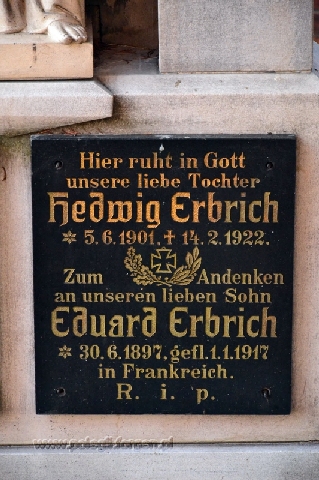 Hier ruht in Gott
unsere liebe Tochter
Hedwig Erbrich
* 5.6.1901. ✝ 14.2.1922.
Zum Andenken
an unseren lieben Sohn
Eduard Erbrich
* 30.6.1897, gefl. 1.1.1917
in Frankreich.
R. i. p.